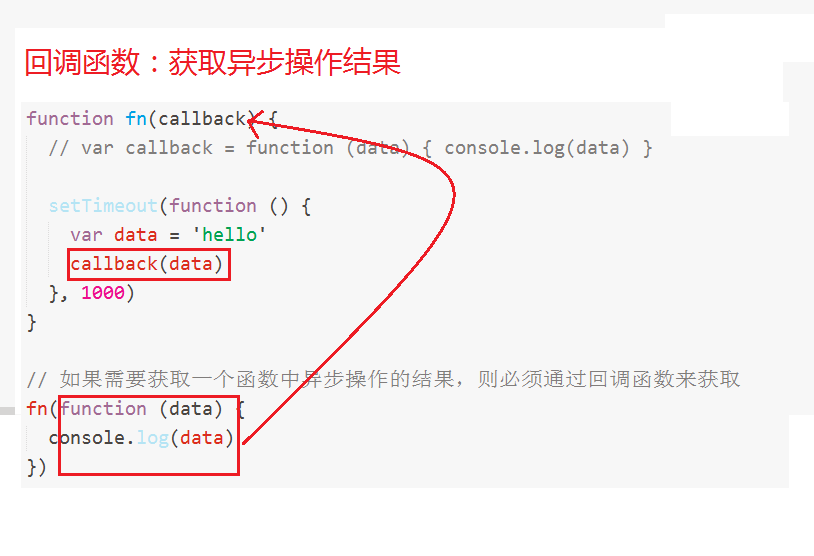 回调函数：获取异步操作结果
function fn(callback) {
// var callback = function (data) { console.log(data) }
setTimeout(function () {
var data = 'hello'
callback(data)
}, 1000)
}
// 如果需要获取一个函数中异步操作的结果，则必须通过回调函数来获取
fn(function (data) {
console.log(data)
})